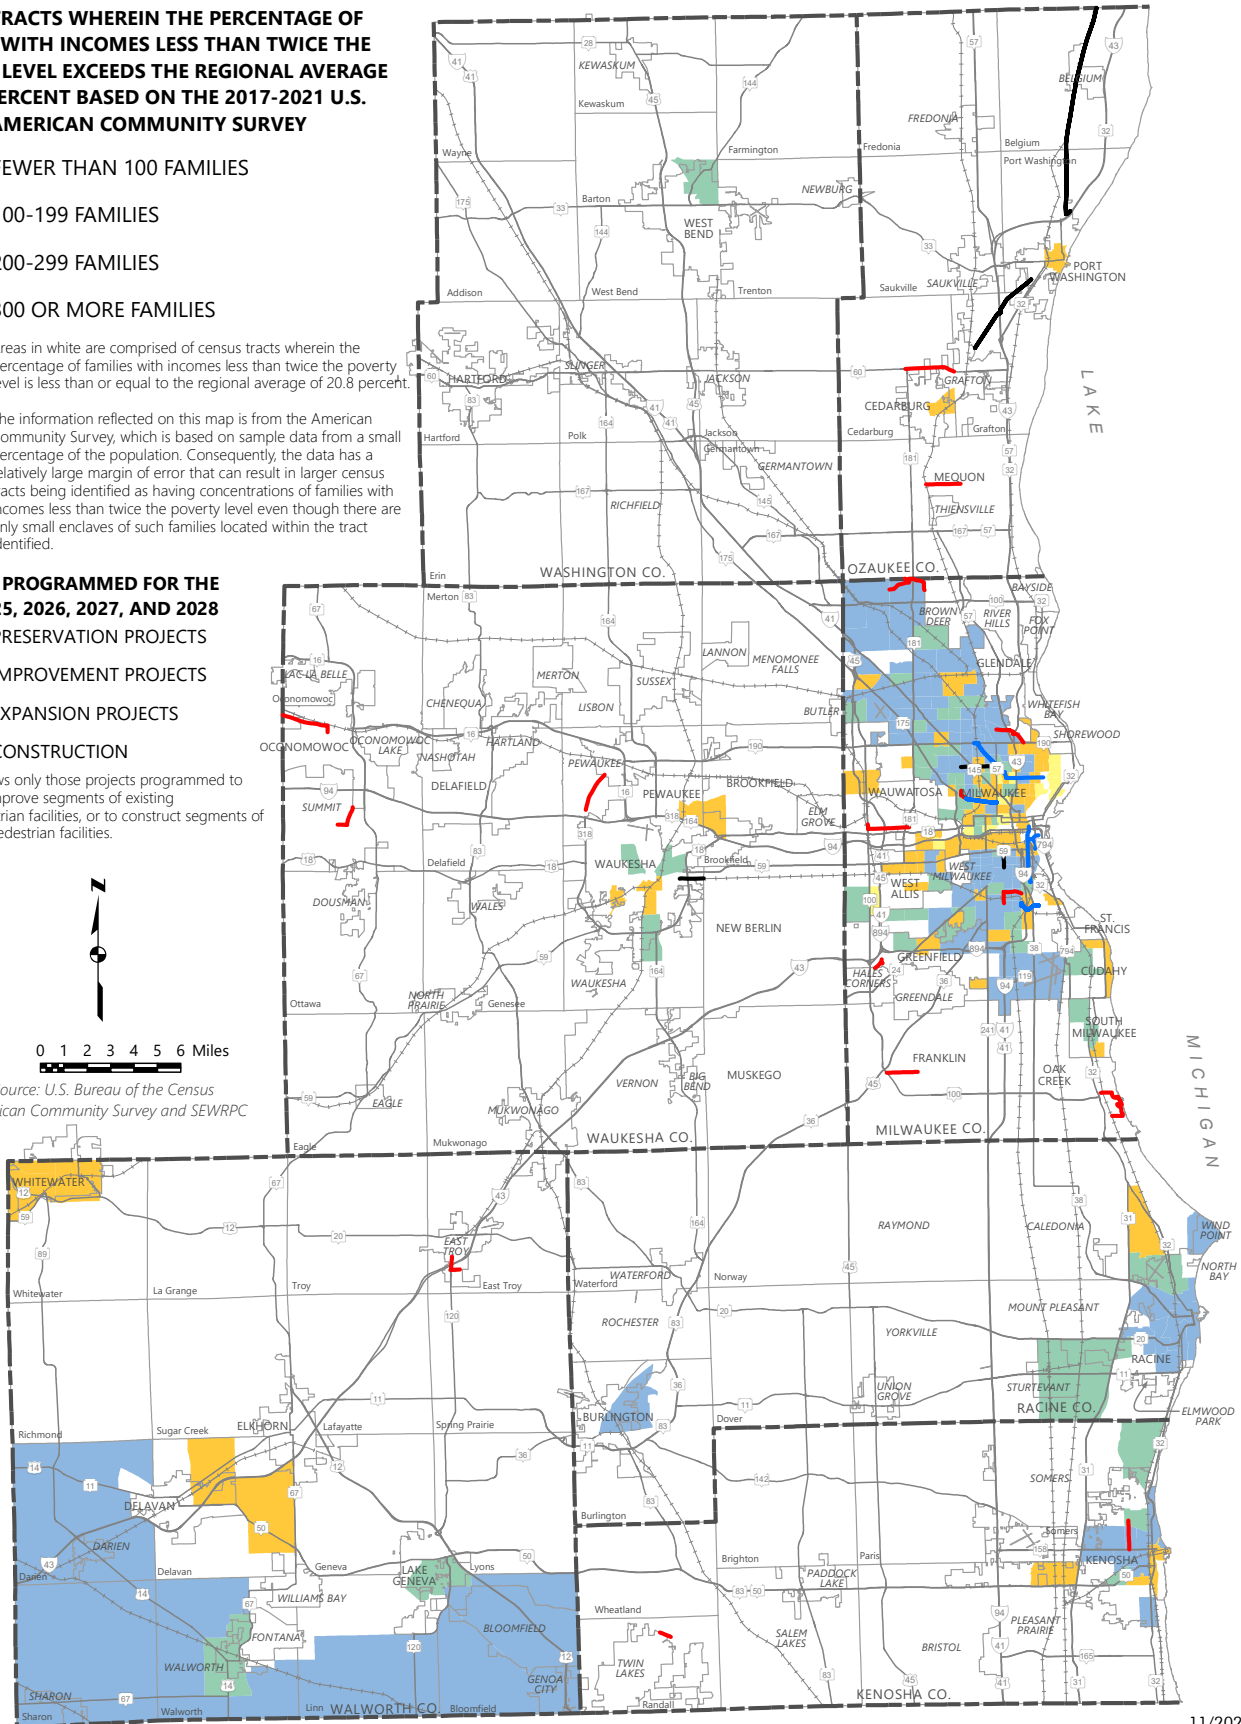 TRACTS WHEREIN THE PERCENTAGE OF
WITH INCOMES LESS THAN TWICE THE
LEVEL EXCEEDS THE REGIONAL AVERAGE
ERCENT BASED ON THE 2017-2021 U.S.
AMERICAN COMMUNITY SURVEY
FEWER THAN 100 FAMILIES
00-199 FAMILIES
200-299 FAMILIES
300 OR MORE FAMILIES
reas in white are comprised of census tracts wherein the
ercentage of families with incomes less than twice the poverty
evel is less than or equal to the regional average of 20.8 percent.
he information reflected on this map is from the American
ommunity Survey, which is based on sample data from a small
ercentage of the population. Consequently, the data has a
elatively large margin of error that can result in larger census
racts being identified as having concentrations of families with
ncomes less than twice the poverty level even though there are
nly small enclaves of such families located within the tract
dentified.
PROGRAMMED FOR THE
25, 2026, 2027, AND 2028
PRESERVATION PROJECTS
IMPROVEMENT PROJECTS
EXPANSION PROJECTS
CONSTRUCTION
ws only those projects programmed to
mprove segments of existing
trian facilities, or to construct segments of
edestrian facilities.
N
0 1 2 3 4 5 6 Miles
ource: U.S. Bureau of the Census
ican Community Survey and SEWRPC
KEWASKUM
Kewaskum
Wayne
Farmington
Barton
WEST
BEND
NEWBURG
Addison
West Bend
Trenton
SLINGER
HARTFORD
JACKSON
Hartford
Polk
Jackson
Germantown
GERMANTOWN
RICHFIELD
Erin
WASHINGTON CO.
BELGIUM
FREDONIA
Fredonia
Belgium
Port Washington
PORT
WASHINGTON
Saukville
SAUKVILLE
GRAFTON
CEDARBURG
Cedarburg
Grafton
MEQUON
THIENSVILLE
OZAUKEE CO.
LAKE
MICHIGAN
Merton
LAC LA BELLE
Oconomowoc
OCONOMOWOC
OCONOMOWOC
LAKE
CHENEQUA
NASHOTAH
HARTLAND
MERTON
LISBON
SUSSEX
LANNON
MENOMONEE
FALLS
BUTLER
PEWAUKEE
PEWAUKEE
BROOKFIELD
ELM
GROVE
SUMMIT
DELAFIELD
Delafield
WAUKESHA
Brookfield
DOUSMAN
WALES
NEW BERLIN
WAUKESHA
Ottawa
NORTH
PRAIRIE
Genesee
VERNON
BIG
BEND
MUSKEGO
EAGLE
MUKWONAGO
Eagle
Mukwonago
WAUKESHA CO.
BAYSIDE
BROWN
DEER
RIVER
HILLS
FOX
POINT
GLENDALE
WHITEFISH
BAY
SHOREWOOD
WAUWATOSA
MILWAUKEE
WEST
MILWAUKEE
WEST
ALLIS
ST.
FRANCIS
GREENFIELD
HALES
CORNERS
GREENDALE
CUDAHY
SOUTH
MILWAUKEE
FRANKLIN
OAK
CREEK
MILWAUKEE CO.
WHITEWATER
Whitewater
La Grange
Troy
EAST
TROY
East Troy
Richmond
Sugar Creek
ELKHORN
Lafayette
Spring Prairie
DELAVAN
DARIEN
Darien
Delavan
Geneva
LAKE
GENEVA
Lyons
WILLIAMS BAY
FONTANA
WALWORTH
BLOOMFIELD
GENOA
CITY
SHARON
Sharon
Walworth
Linn
WALWORTH CO.
Bloomfield
WATERFORD
Waterford
Norway
RAYMOND
CALEDONIA
WIND
POINT
NORTH
BAY
ROCHESTER
YORKVILLE
MOUNT PLEASANT
RACINE
BURLINGTON
Dover
UNION
GROVE
STURTEVANT
RACINE CO.
ELMWOOD
PARK
Burlington
SOMERS
Somers
KENOSHA
Brighton
Paris
PADDOCK
LAKE
Wheatland
SALEM
LAKES
PLEASANT
PRAIRIE
BRISTOL
TWIN
LAKES
Randall
KENOSHA CO.
11/202